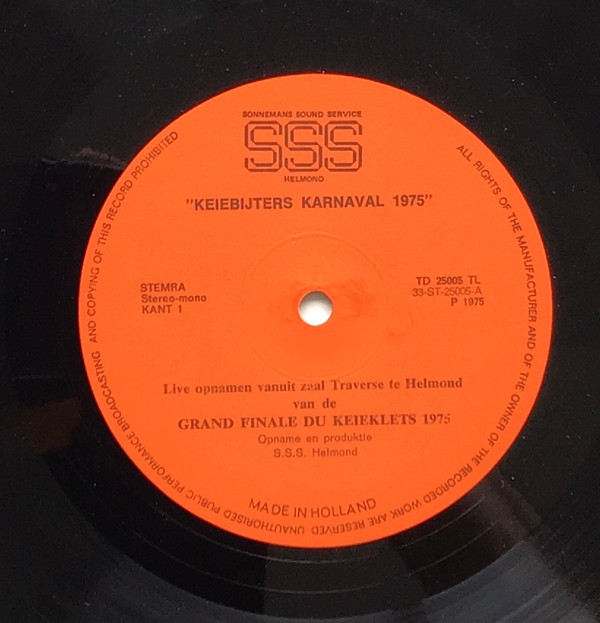 SONNEMANS SOUND SERVICE
SSS
HELMOND
"KEIEBIJTERS KARNAVAL 1975"
STEMRA
Stereo-mono
KANT 1
TD 25005 TL
33-ST-25005-A
P 1975
Live opnamen vanuit zaal Traverse te Helmond
van de
GRAND FINALE DU KEIEKLETS 1975
Opname en produktie
S.S.S. Helmond
MADE IN HOLLAND
ALL RIGHTS OF THE MANUFACTURER AND OF THE OWNER OF THE RECORDED WORK ARE RESERVED UNAUTHORISED PUBLIC PERFORMANCE BROADCASTING AND COPYING OF THIS RECORD PROHIBITED